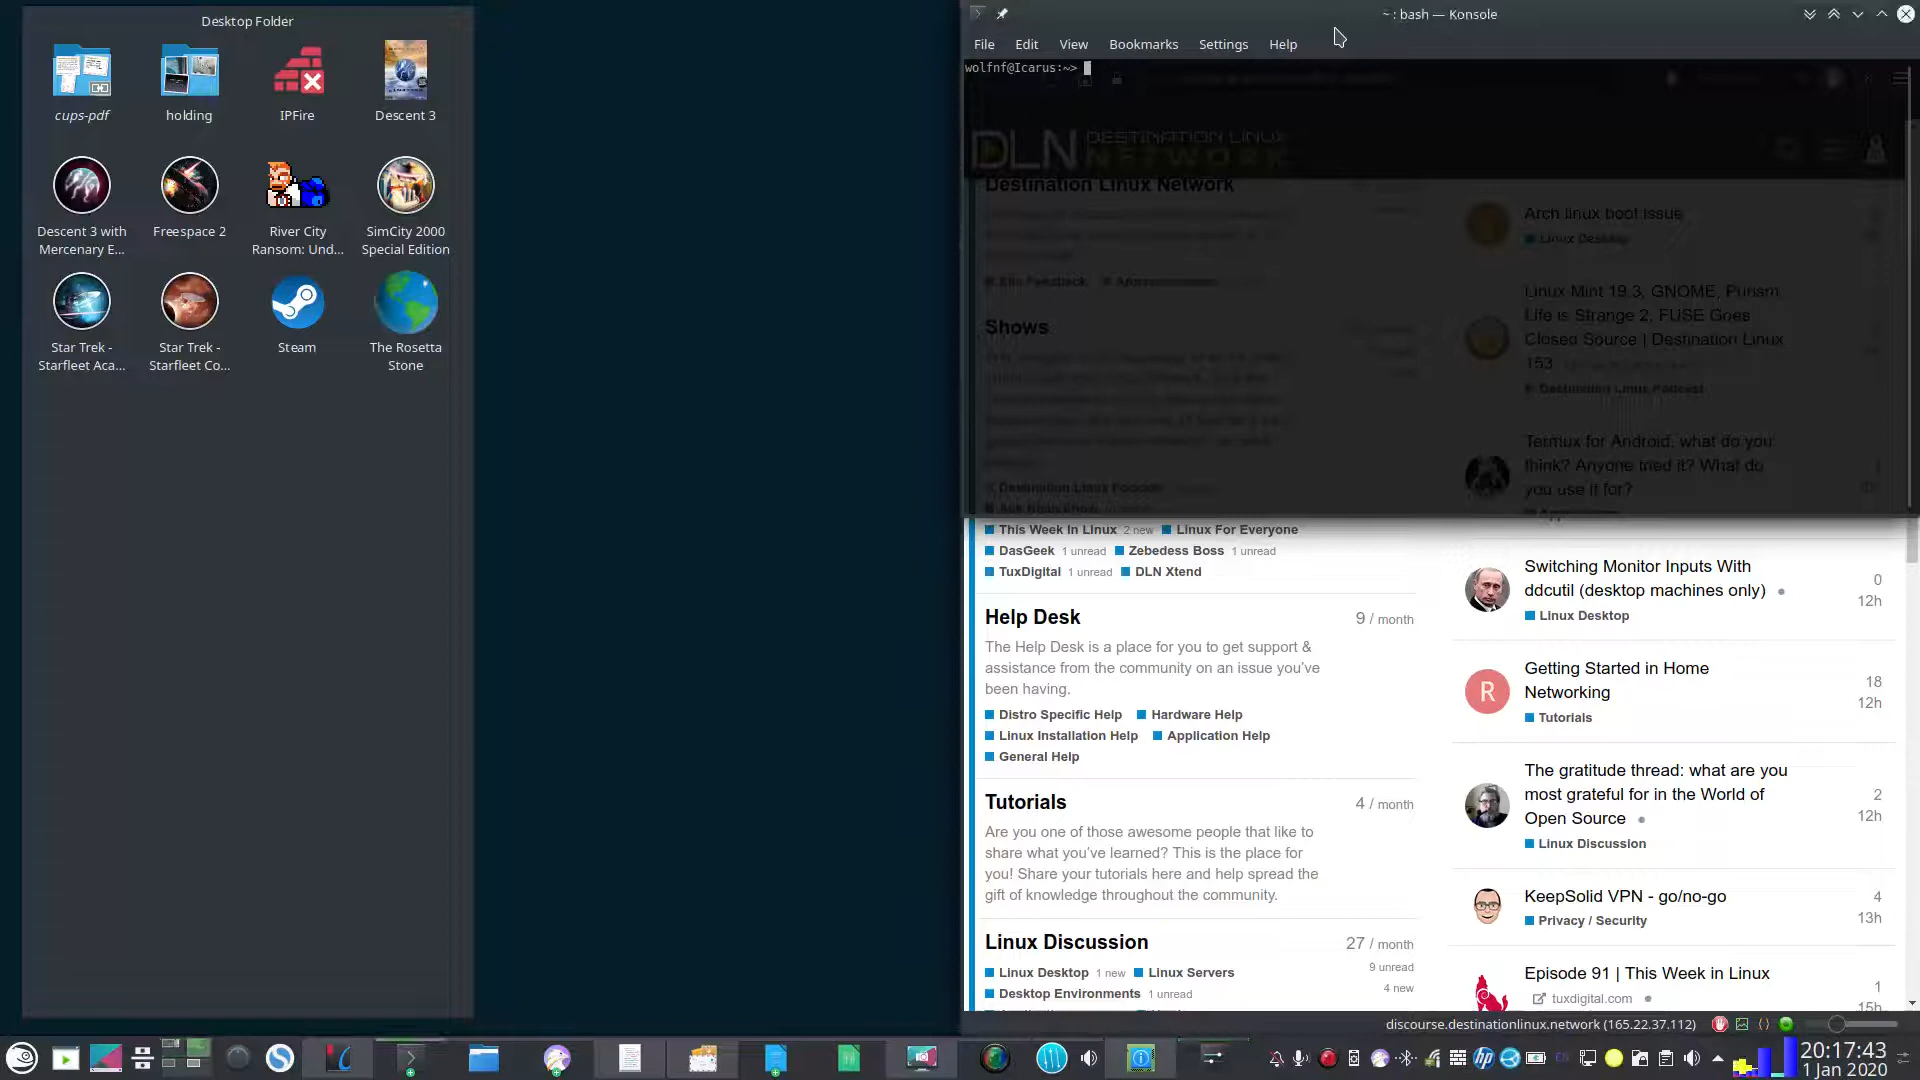 Desktop Folder
cups-pdf
holding
IPFire
Descent 3
Descent 3 with
Mercenary E...
Freespace 2
River City
Ransom: Und...
SimCity 2000
Special Edition
Star Trek -
Starfleet Aca...
Star Trek -
Starfleet Co...
Steam
The Rosetta
Stone
~ : bash — Konsole
File Edit View Bookmarks Settings Help
wolfnf@Icarus:~>
DLN DESTINATION LINUX
NETWORK
Destination Linux Network
Shows
Destination Linux Podcast
This Week In Linux 2 new Linux For Everyone
DasGeek 1 unread Zebedess Boss 1 unread
TuxDigital 1 unread DLN Xtend
Help Desk 9 / month
The Help Desk is a place for you to get support &
assistance from the community on an issue you've
been having.
Distro Specific Help Hardware Help
Linux Installation Help Application Help
General Help
Tutorials 4 / month
Are you one of those awesome people that like to
share what you've learned? This is the place for
you! Share your tutorials here and help spread the
gift of knowledge throughout the community.
Linux Discussion 27 / month
Linux Desktop 1 new Linux Servers
9 unread
Desktop Environments 1 unread
4 new
Arch linux boot issue
Linux Desktop
Linux Mint 19.3, GNOME, Purism,
Life is Strange 2, FUSE Goes
Closed Source | Destination Linux
153
Destination Linux Podcast
Termux for Android, what do you
think? Anyone tried it? What do
you use it for?
Switching Monitor Inputs With
ddcutil (desktop machines only)
Linux Desktop
0
12h
Getting Started in Home
Networking
Tutorials
18
12h
R
The gratitude thread: what are you
most grateful for in the World of
Open Source
Linux Discussion
2
12h
KeepSolid VPN - go/no-go
Privacy / Security
4
13h
Episode 91 | This Week in Linux
tuxdigital.com
1
15h
discourse.destinationlinux.network (165.22.37.112)
20:17:43
1 Jan 2020